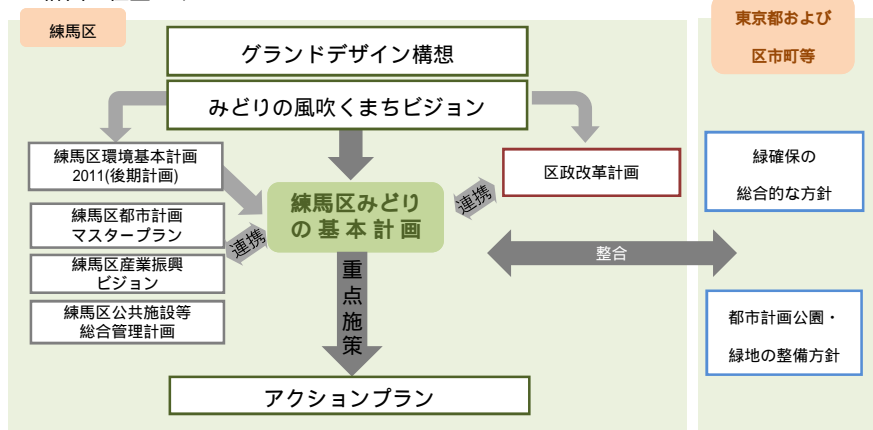 練馬区
東京都および
区市町等
グランドデザイン構想
みどりの風吹くまちビジョン
練馬区環境基本計画
2011(後期計画)
練馬区都市計画
マスタープラン
練馬区産業振興
ビジョン
練馬区公共施設等
総合管理計画
連携
練馬区みどり
の基本計画
連携
区政改革計画
整合
緑確保の
総合的な方針
都市計画公園・
緑地の整備方針
重点施策
アクションプラン